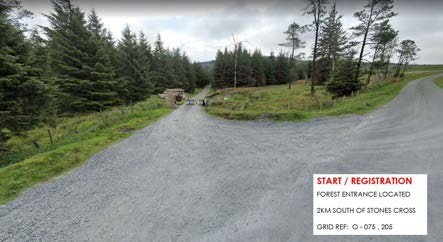 START / REGISTRATION
FOREST ENTRANCE LOCATED
2KM SOUTH OF STONES CROSS
GRID REF: O - 075 , 205